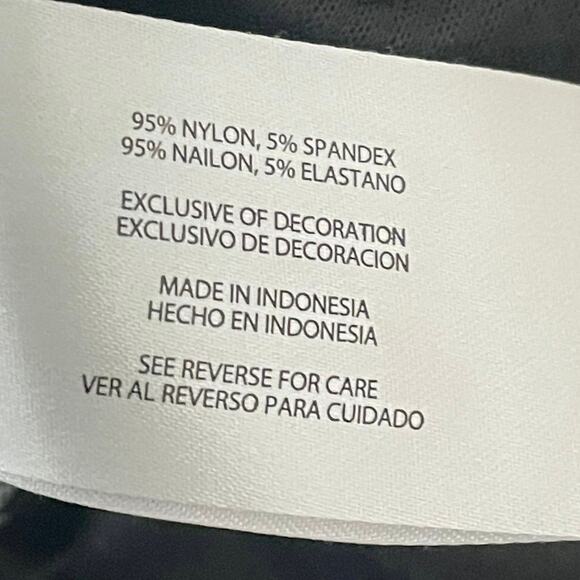 95% NYLON, 5% SPANDEX
95% NAILON, 5% ELASTANO
EXCLUSIVE OF DECORATION
EXCLUSIVO DE DECORACION
MADE IN INDONESIA
HECHO EN INDONESIA
SEE REVERSE FOR CARE
VER AL REVERSO PARA CUIDADO